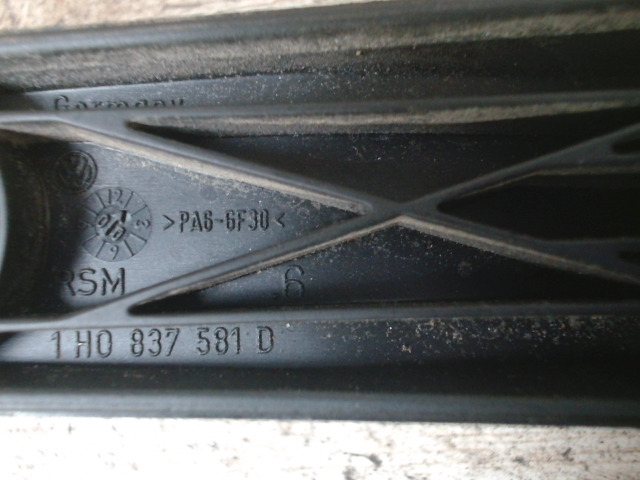 Germany
>PA6-GF30<
RSM
.6
1H0 837 581 D